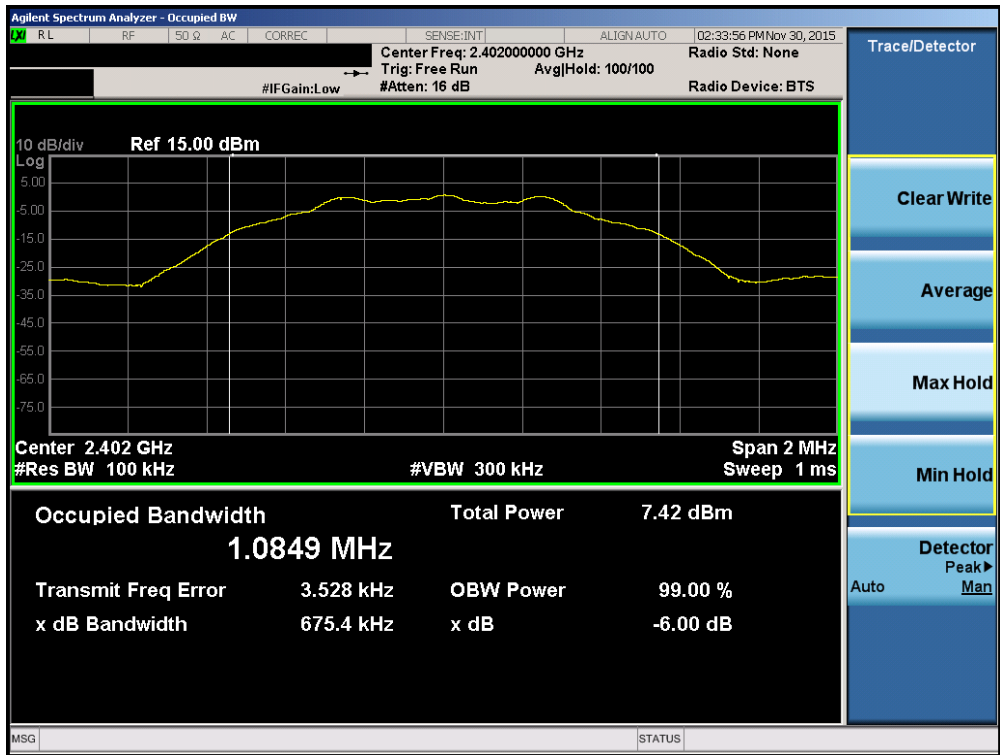 Agilent Spectrum Analyzer - Occupied BW
LXI RL RF 50 Ω AC CORREC SENSE:INT ALIGNAUTO 02:33:56 PMNov 30, 2015
Center Freq: 2.402000000 GHz Radio Std: None
Trig: Free Run Avg|Hold: 100/100
#IFGain:Low #Atten: 16 dB Radio Device: BTS
10 dB/div Ref 15.00 dBm
Log
5.00
-5.00
-15.0
-25.0
-35.0
-45.0
-55.0
-65.0
-75.0
Center 2.402 GHz Span 2 MHz
#Res BW 100 kHz #VBW 300 kHz Sweep 1 ms
Occupied Bandwidth Total Power 7.42 dBm
1.0849 MHz
Transmit Freq Error 3.528 kHz OBW Power 99.00 %
x dB Bandwidth 675.4 kHz x dB -6.00 dB
MSG STATUS
Trace/Detector
Clear Write
Average
Max Hold
Min Hold
Detector
Peak▶
Auto Man